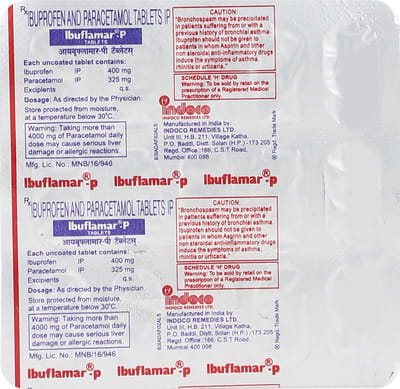 Rx IBUPROFEN AND PARACETAMOL TABLETS IP
Ibuflamar®-P
TABLETS
आयबुफ्लामार-पी टैबलेट्स
Each uncoated tablet contains:
Ibuprofen IP 400 mg
Paracetamol IP 325 mg
Excipients q.s.
Dosage: As directed by the Physician.
Store protected from moisture,
at a temperature below 30°C.
Warning: Taking more than
4000 mg of Paracetamol daily
dose may cause serious liver
damage or allergic reactions.
Mfg. Lic. No.: MNB/16/946
CAUTION:
"Bronchospasm may be precipitated
in patients suffering from or with a
previous history of bronchial asthma.
Ibuprofen should not be given to
patients in whom Aspirin and other
non steroidal anti-inflammatory drugs
induce the symptoms of asthma,
rhinitis or urticaria."
SCHEDULE 'H' DRUG
Warning: To be sold by retail on the
prescription of a Registered Medical
Practitioner only.
indoco
INDOCO REMEDIES LTD.
Manufactured in India by:
INDOCO REMEDIES LTD.
Unit III, H.B. 211, Village Katha,
P.O. Baddi, Distt. Solan (H.P.) -173 205
Regd. Office :166, C.S.T Road,
Mumbai 400 098
® Regd. Trade Mark
Ibuflamar®-P Ibuflamar®-P Ibuflamar®-P
Rx IBUPROFEN AND PARACETAMOL TABLETS IP
Ibuflamar®-P
TABLETS
आयबुफ्लामार-पी टैबलेट्स
Each uncoated tablet contains:
Ibuprofen IP 400 mg
Paracetamol IP 325 mg
Excipients q.s.
Dosage: As directed by the Physician.
Store protected from moisture,
at a temperature below 30°C.
Warning: Taking more than
4000 mg of Paracetamol daily
dose may cause serious liver
damage or allergic reactions.
Mfg. Lic. No.: MNB/16/946
CAUTION:
"Bronchospasm may be precipitated
in patients suffering from or with a
previous history of bronchial asthma.
Ibuprofen should not be given to
patients in whom Aspirin and other
non steroidal anti-inflammatory drugs
induce the symptoms of asthma,
rhinitis or urticaria."
SCHEDULE 'H' DRUG
Warning: To be sold by retail on the
prescription of a Registered Medical
Practitioner only.
indoco
INDOCO REMEDIES LTD.
Manufactured in India by:
INDOCO REMEDIES LTD.
Unit III, H.B. 211, Village Katha,
P.O. Baddi, Distt. Solan (H.P.) -173 205
Regd. Office :166, C.S.T Road,
Mumbai 400 098
® Regd. Trade Mark
Ibuflamar®-P Ibuflamar®-P Ibuflamar®-P